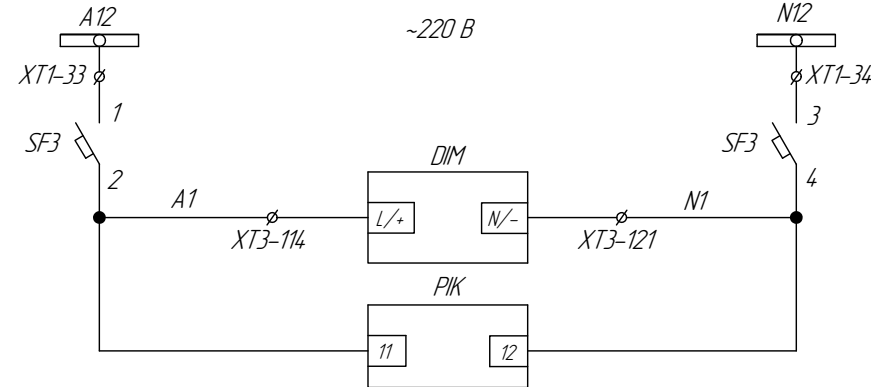 A12
~220 В
N12
XT1-33
XT1-34
1
3
SF3
SF3
DIM
2
4
A1
L/+
N/-
N1
XT3-114
XT3-121
PIK
11
12